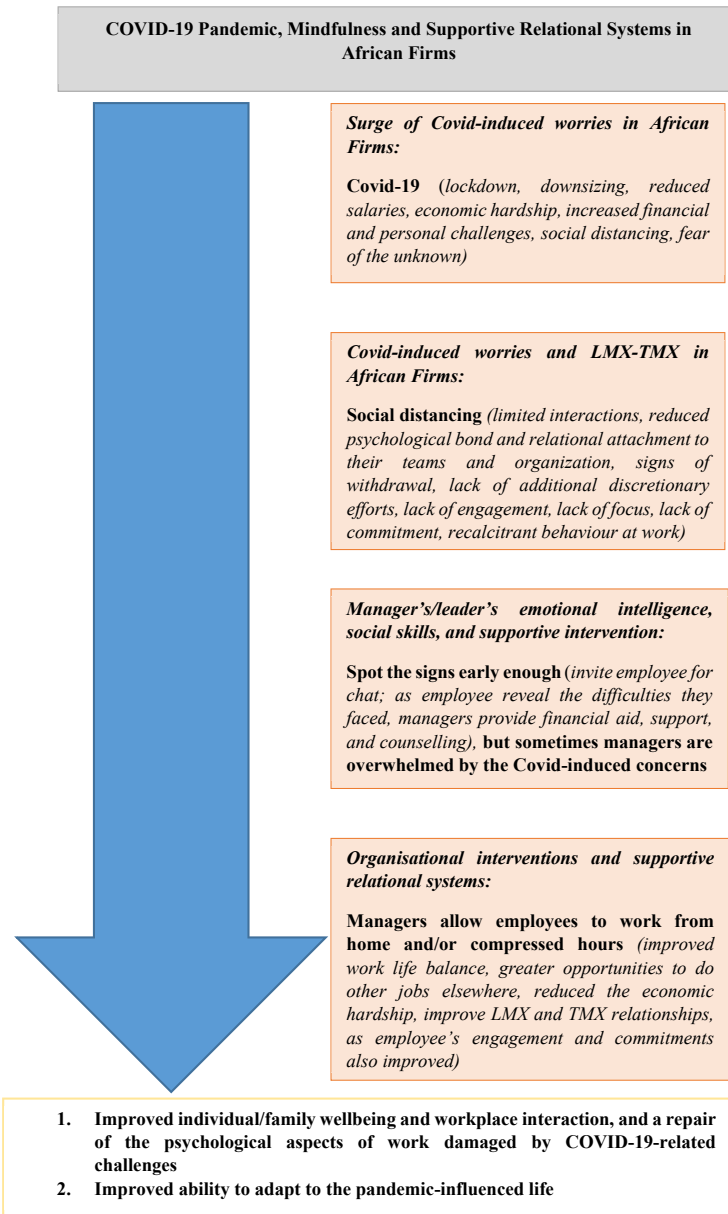 COVID-19 Pandemic, Mindfulness and Supportive Relational Systems in
African Firms
Surge of Covid-induced worries in African
Firms:
Covid-19 (lockdown, downsizing, reduced
salaries, economic hardship, increased financial
and personal challenges, social distancing, fear
of the unknown)
Covid-induced worries and LMX-TMX in
African Firms:
Social distancing (limited interactions, reduced
psychological bond and relational attachment to
their teams and organization, signs of
withdrawal, lack of additional discretionary
efforts, lack of engagement, lack of focus, lack of
commitment, recalcitrant behaviour at work)
Manager's/leader's emotional intelligence,
social skills, and supportive intervention:
Spot the signs early enough (invite employee for
chat; as employee reveal the difficulties they
faced, managers provide financial aid, support,
and counselling), but sometimes managers are
overwhelmed by the Covid-induced concerns
Organisational interventions and supportive
relational systems:
Managers allow employees to work from
home and/or compressed hours (improved
work life balance, greater opportunities to do
other jobs elsewhere, reduced the economic
hardship, improve LMX and TMX relationships,
as employee's engagement and commitments
also improved)
1. Improved individual/family wellbeing and workplace interaction, and a repair
of the psychological aspects of work damaged by COVID-19-related
challenges
2. Improved ability to adapt to the pandemic-influenced life